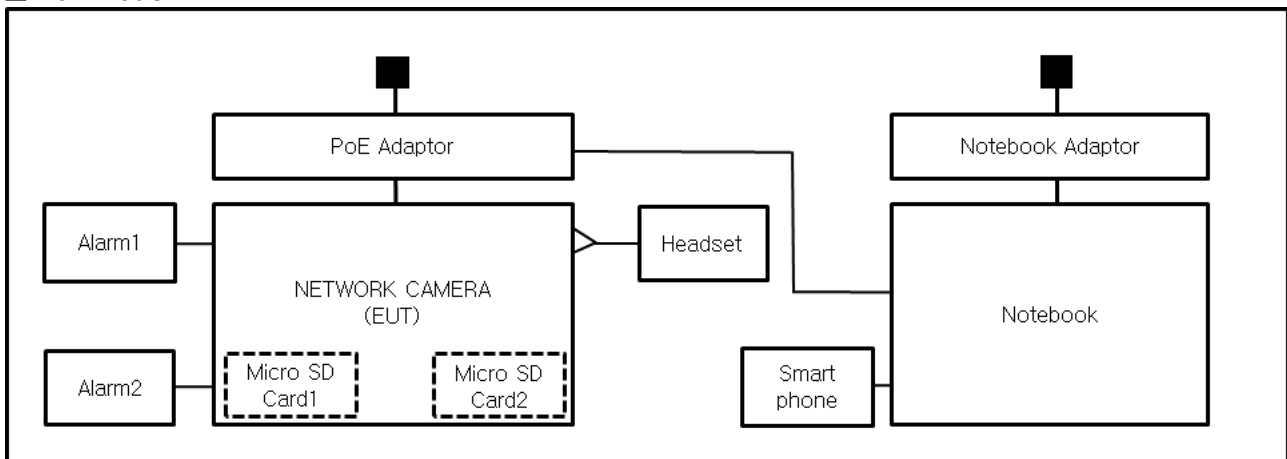 PoE Adaptor
Notebook Adaptor
Alarm1
Headset
NETWORK CAMERA
(EUT)
Notebook
Alarm2
Micro SD
Card1
Micro SD
Card2
Smart
phone